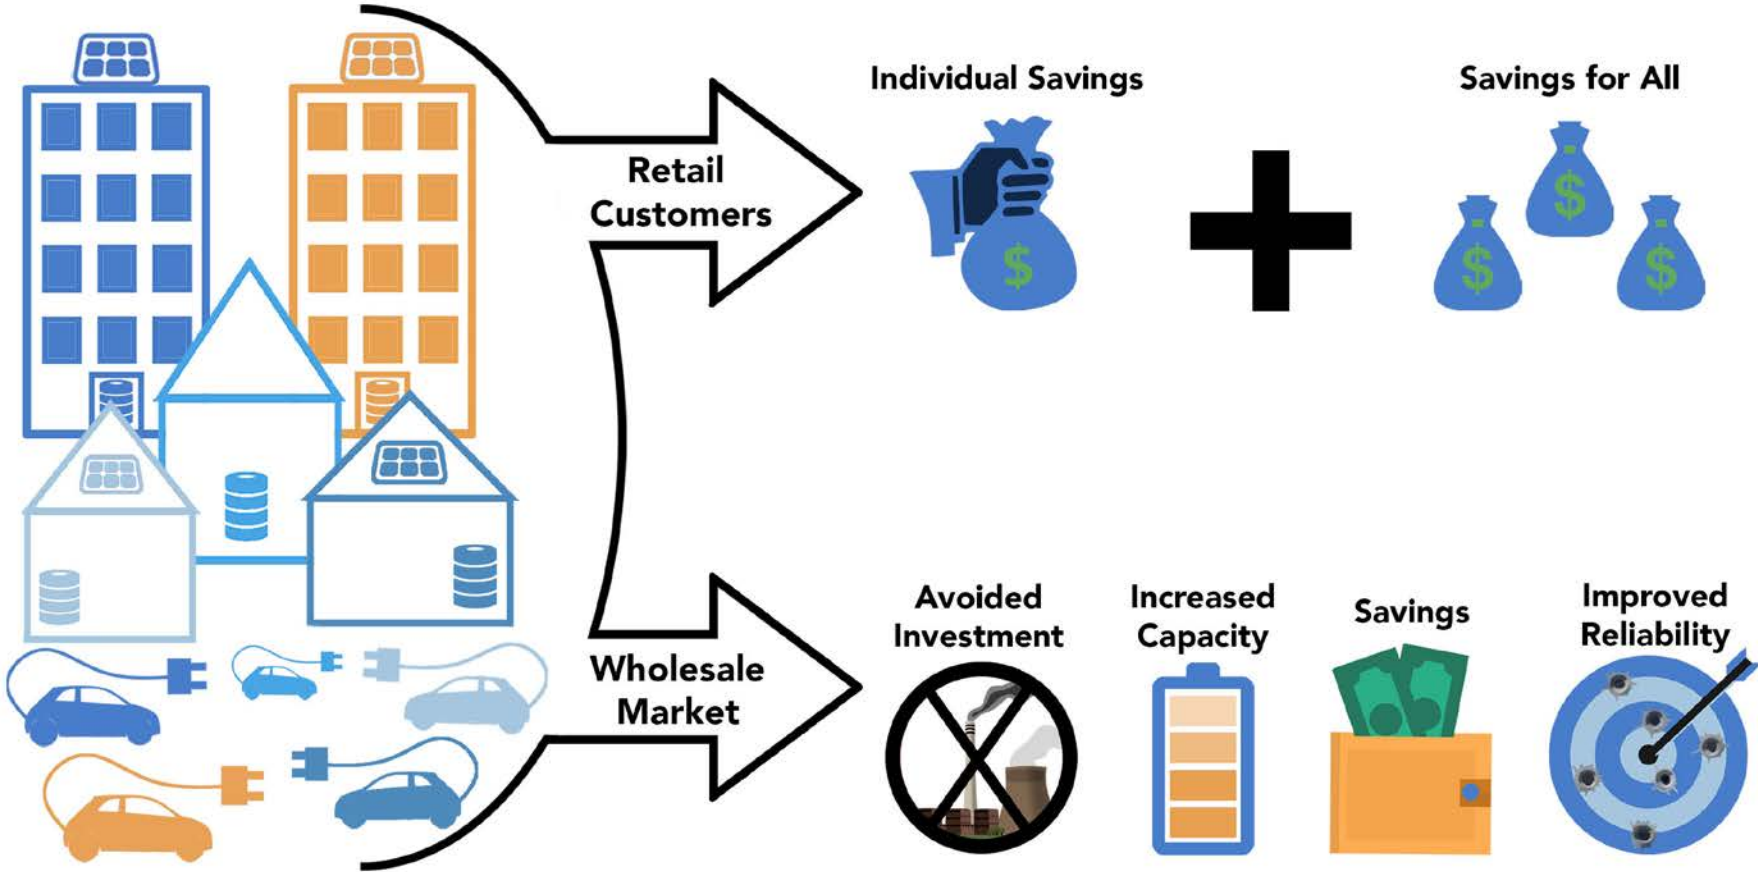 Individual Savings
Savings for All
$
$
$
$
Retail
Customers
Wholesale
Market
Avoided
Investment
Increased
Capacity
Savings
Improved
Reliability